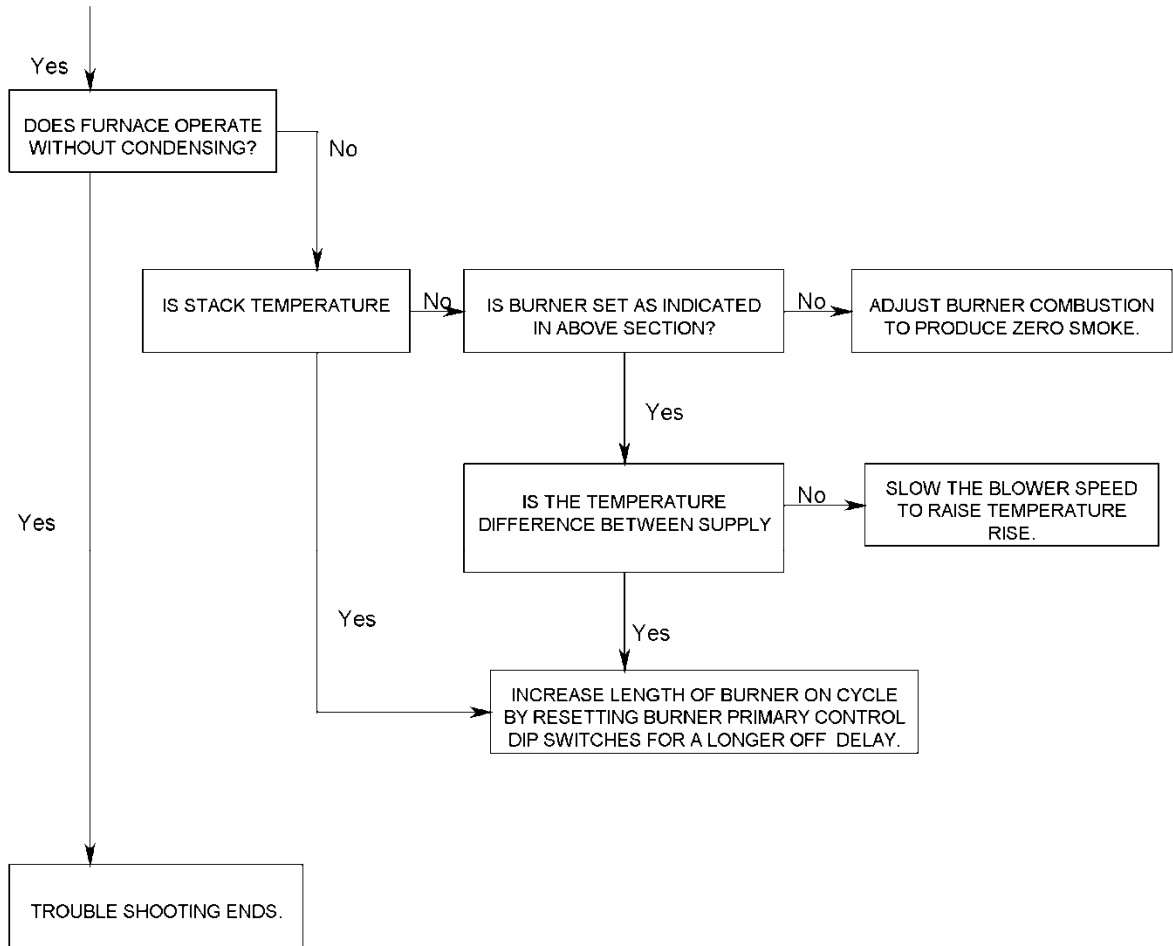 Yes
DOES FURNACE OPERATE
WITHOUT CONDENSING?
No
IS STACK TEMPERATURE
No
IS BURNER SET AS INDICATED
IN ABOVE SECTION?
No
ADJUST BURNER COMBUSTION
TO PRODUCE ZERO SMOKE.
Yes
IS THE TEMPERATURE
DIFFERENCE BETWEEN SUPPLY
No
SLOW THE BLOWER SPEED
TO RAISE TEMPERATURE
RISE.
Yes
Yes
Yes
INCREASE LENGTH OF BURNER ON CYCLE
BY RESETTING BURNER PRIMARY CONTROL
DIP SWITCHES FOR A LONGER OFF DELAY.
TROUBLE SHOOTING ENDS.